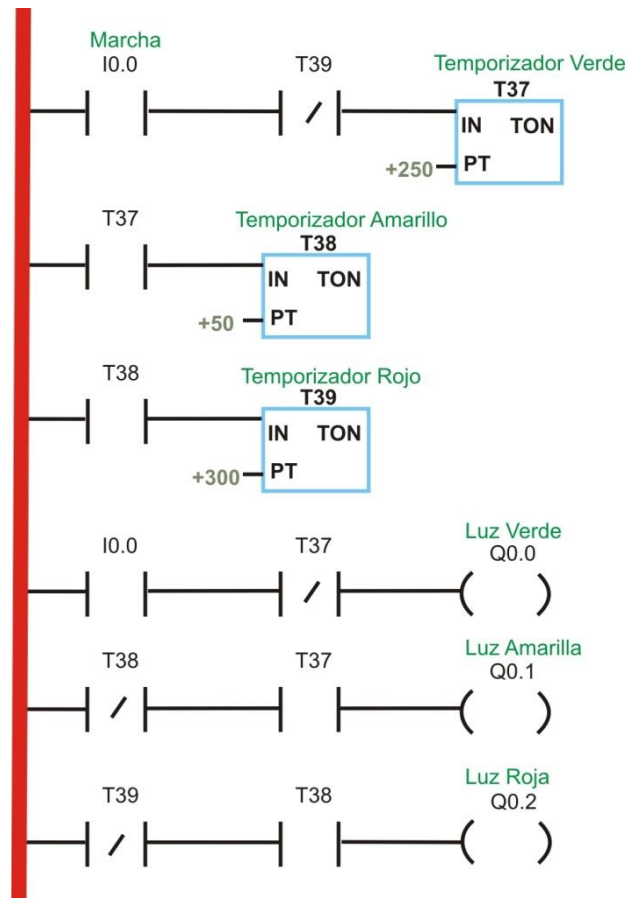 Marcha
I0.0
T39
Temporizador Verde
T37
IN TON
+250 PT
T37
Temporizador Amarillo
T38
IN TON
+50 PT
T38
Temporizador Rojo
T39
IN TON
+300 PT
I0.0
T37
Luz Verde
Q0.0
T38
T37
Luz Amarilla
Q0.1
T39
T38
Luz Roja
Q0.2